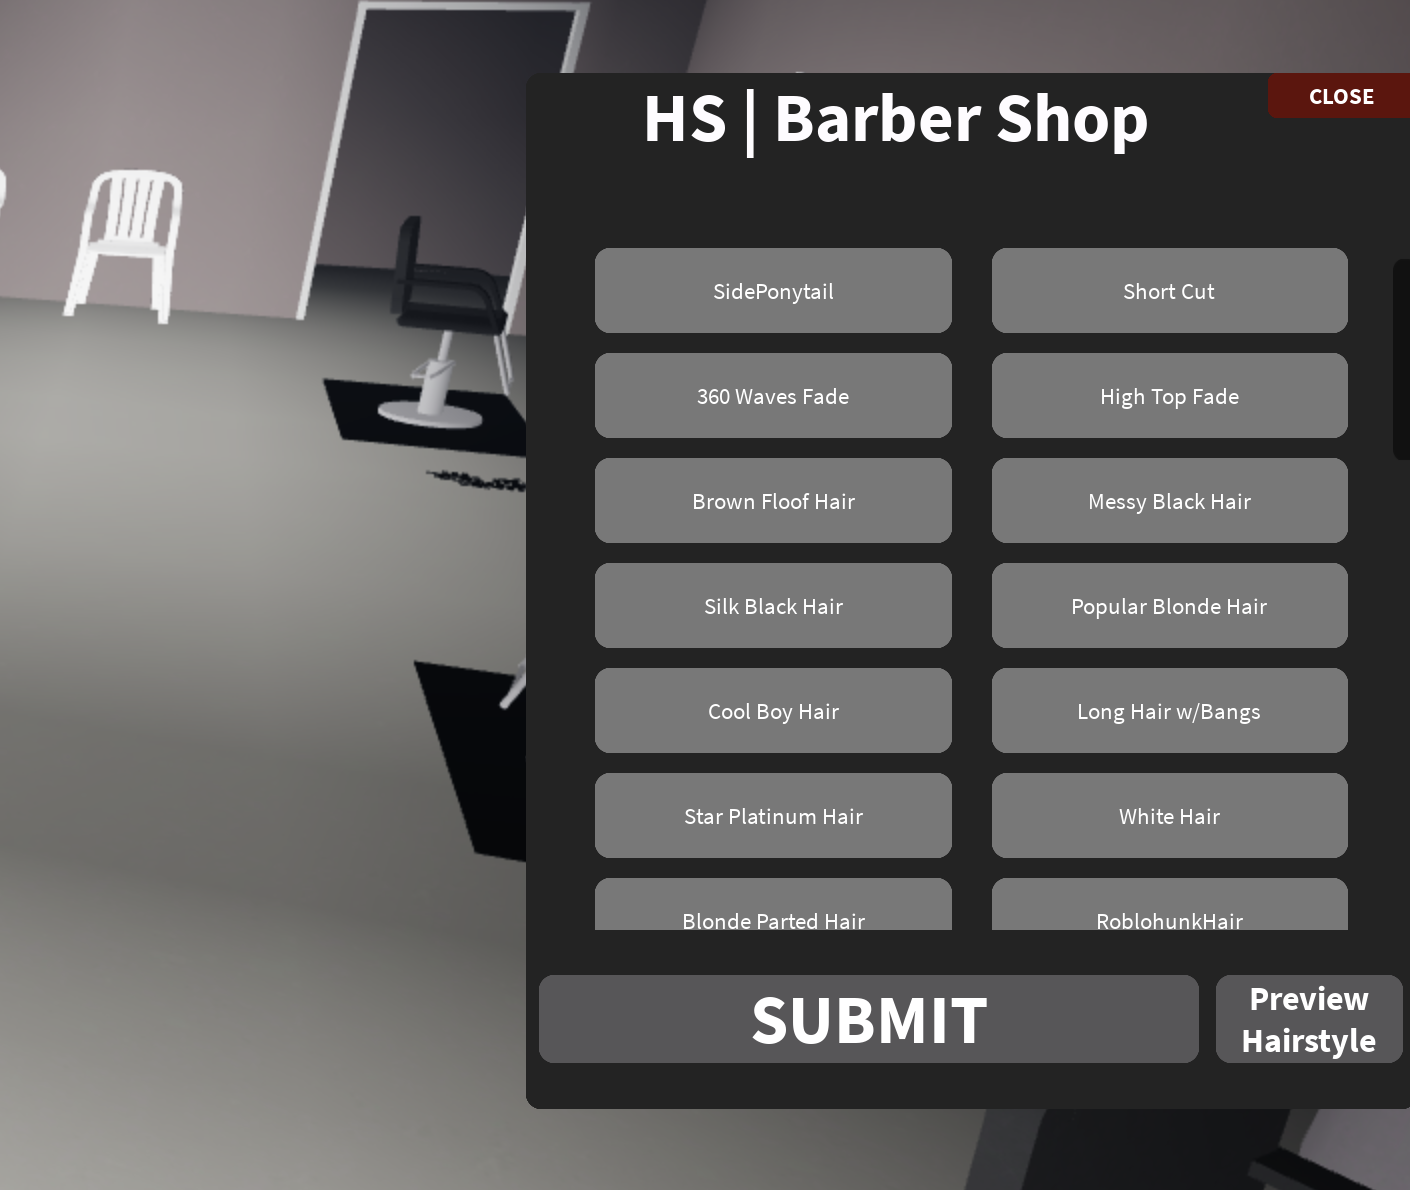 HS | Barber Shop
CLOSE
SidePonytail
Short Cut
360 Waves Fade
High Top Fade
Brown Floof Hair
Messy Black Hair
Silk Black Hair
Popular Blonde Hair
Cool Boy Hair
Long Hair w/Bangs
Star Platinum Hair
White Hair
Blonde Parted Hair
RoblohunkHair
SUBMIT
Preview
Hairstyle